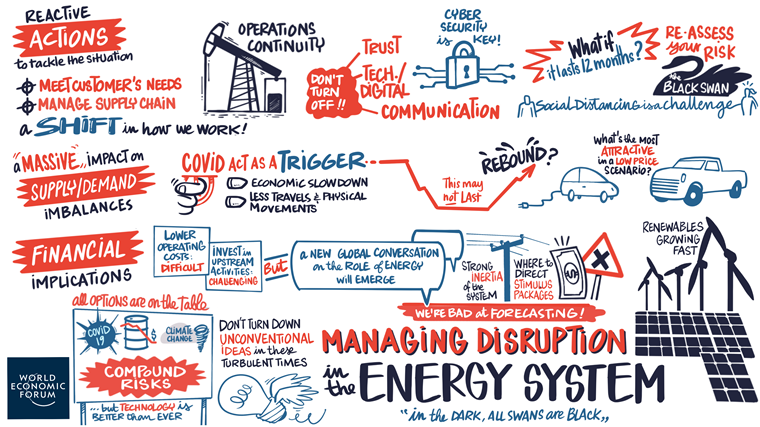 REACTIVE
ACTIONS
to tackle the situation
MEET CUSTOMER'S NEEDS
MANAGE SUPPLY CHAIN
a SHIFT in how we WORK!
OPERATIONS
CONTINUITY
DON'T
TURN
OFF!!
TRUST
TECH./
DIGITAL
COMMUNICATION
CYBER
SECURITY
is KEY!
What if
it lasts 12 months?
RE-ASSESS
your
RISK
the
BLACK SWAN
Social Distancing is a challenge
a "MASSIVE" IMPACT on
SUPPLY/DEMAND
IMBALANCES
COVID ACT AS A TRIGGER
ECONOMIC SLOWDOWN
LESS TRAVELS & PHYSICAL
MOVEMENTS
This may
not LAST
REBOUND?
WHAT'S THE MOST
ATTRACTIVE
in a LOW PRICE
SCENARIO?
FINANCIAL
IMPLICATIONS
LOWER
OPERATING
COSTS:
DIFFICULT
INVEST in
UPSTREAM
ACTIVITIES:
CHALENGING
BUT
A NEW GLOBAL CONVERSATION
on the ROLE OF ENERGY
WILL EMERGE
STRONG
INERTIA
of the
SYSTEM
WHERE TO
DIRECT
STIMULUS
PACKAGES
$
RENEWABLES
GROWING
FAST
all OPTIONS are on the TABLE
COVID
19
CLIMATE
CHANGE
COMPOUND
RISKS
...but TECHNOLOGY is
BETTER than EVER
DON'T TURN DOWN
UNCONVENTIONAL
IDEAS in these
TURBULENT TIMES
WE'RE BAD at FORECASTING!
MANAGING DISRUPTION
in the ENERGY SYSTEM
"in the DARK, ALL SWANS are BLACK"
WORLD
ECONOMIC
FORUM